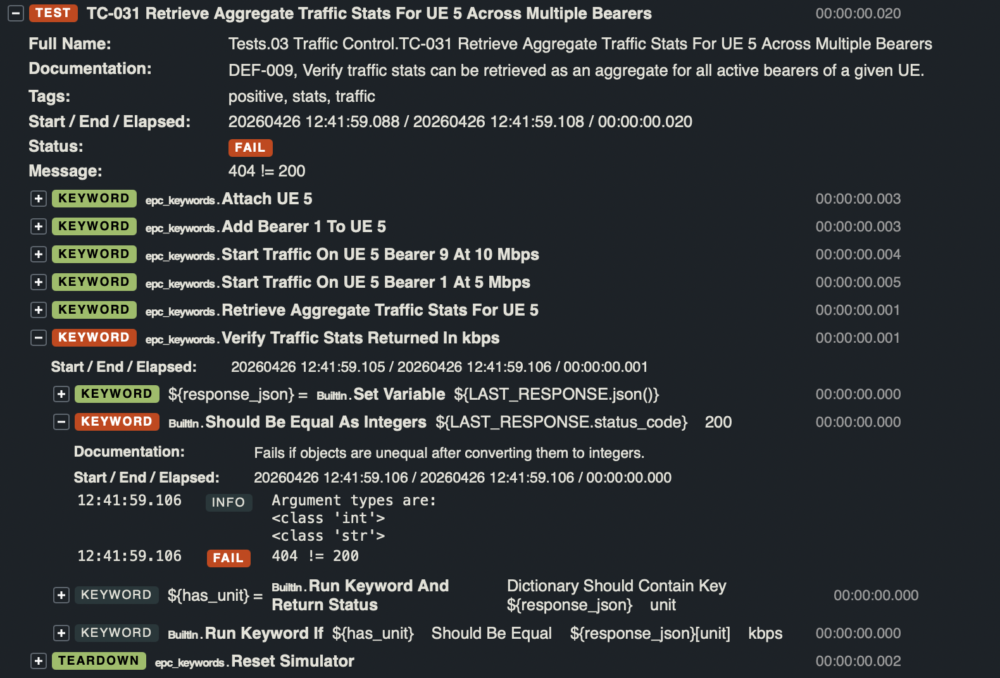 TEST TC-031 Retrieve Aggregate Traffic Stats For UE 5 Across Multiple Bearers 00:00:00.020
Full Name: Tests.03 Traffic Control.TC-031 Retrieve Aggregate Traffic Stats For UE 5 Across Multiple Bearers
Documentation: DEF-009, Verify traffic stats can be retrieved as an aggregate for all active bearers of a given UE.
Tags: positive, stats, traffic
Start / End / Elapsed: 20260426 12:41:59.088 / 20260426 12:41:59.108 / 00:00:00.020
Status: FAIL
Message: 404 != 200
KEYWORD epc_keywords.Attach UE 5 00:00:00.003
KEYWORD epc_keywords.Add Bearer 1 To UE 5 00:00:00.003
KEYWORD epc_keywords.Start Traffic On UE 5 Bearer 9 At 10 Mbps 00:00:00.004
KEYWORD epc_keywords.Start Traffic On UE 5 Bearer 1 At 5 Mbps 00:00:00.005
KEYWORD epc_keywords.Retrieve Aggregate Traffic Stats For UE 5 00:00:00.001
KEYWORD epc_keywords.Verify Traffic Stats Returned In kbps 00:00:00.001
Start / End / Elapsed: 20260426 12:41:59.105 / 20260426 12:41:59.106 / 00:00:00.001
KEYWORD ${response_json} = BuiltIn.Set Variable ${LAST_RESPONSE.json()} 00:00:00.000
KEYWORD BuiltIn.Should Be Equal As Integers ${LAST_RESPONSE.status_code} 200 00:00:00.000
Documentation: Fails if objects are unequal after converting them to integers.
Start / End / Elapsed: 20260426 12:41:59.106 / 20260426 12:41:59.106 / 00:00:00.000
12:41:59.106 INFO Argument types are:
<class 'int'>
<class 'str'>
12:41:59.106 FAIL 404 != 200
KEYWORD ${has_unit} = BuiltIn.Run Keyword And Return Status Dictionary Should Contain Key ${response_json} unit 00:00:00.000
KEYWORD BuiltIn.Run Keyword If ${has_unit} Should Be Equal ${response_json}[unit] kbps 00:00:00.000
TEARDOWN epc_keywords.Reset Simulator 00:00:00.002